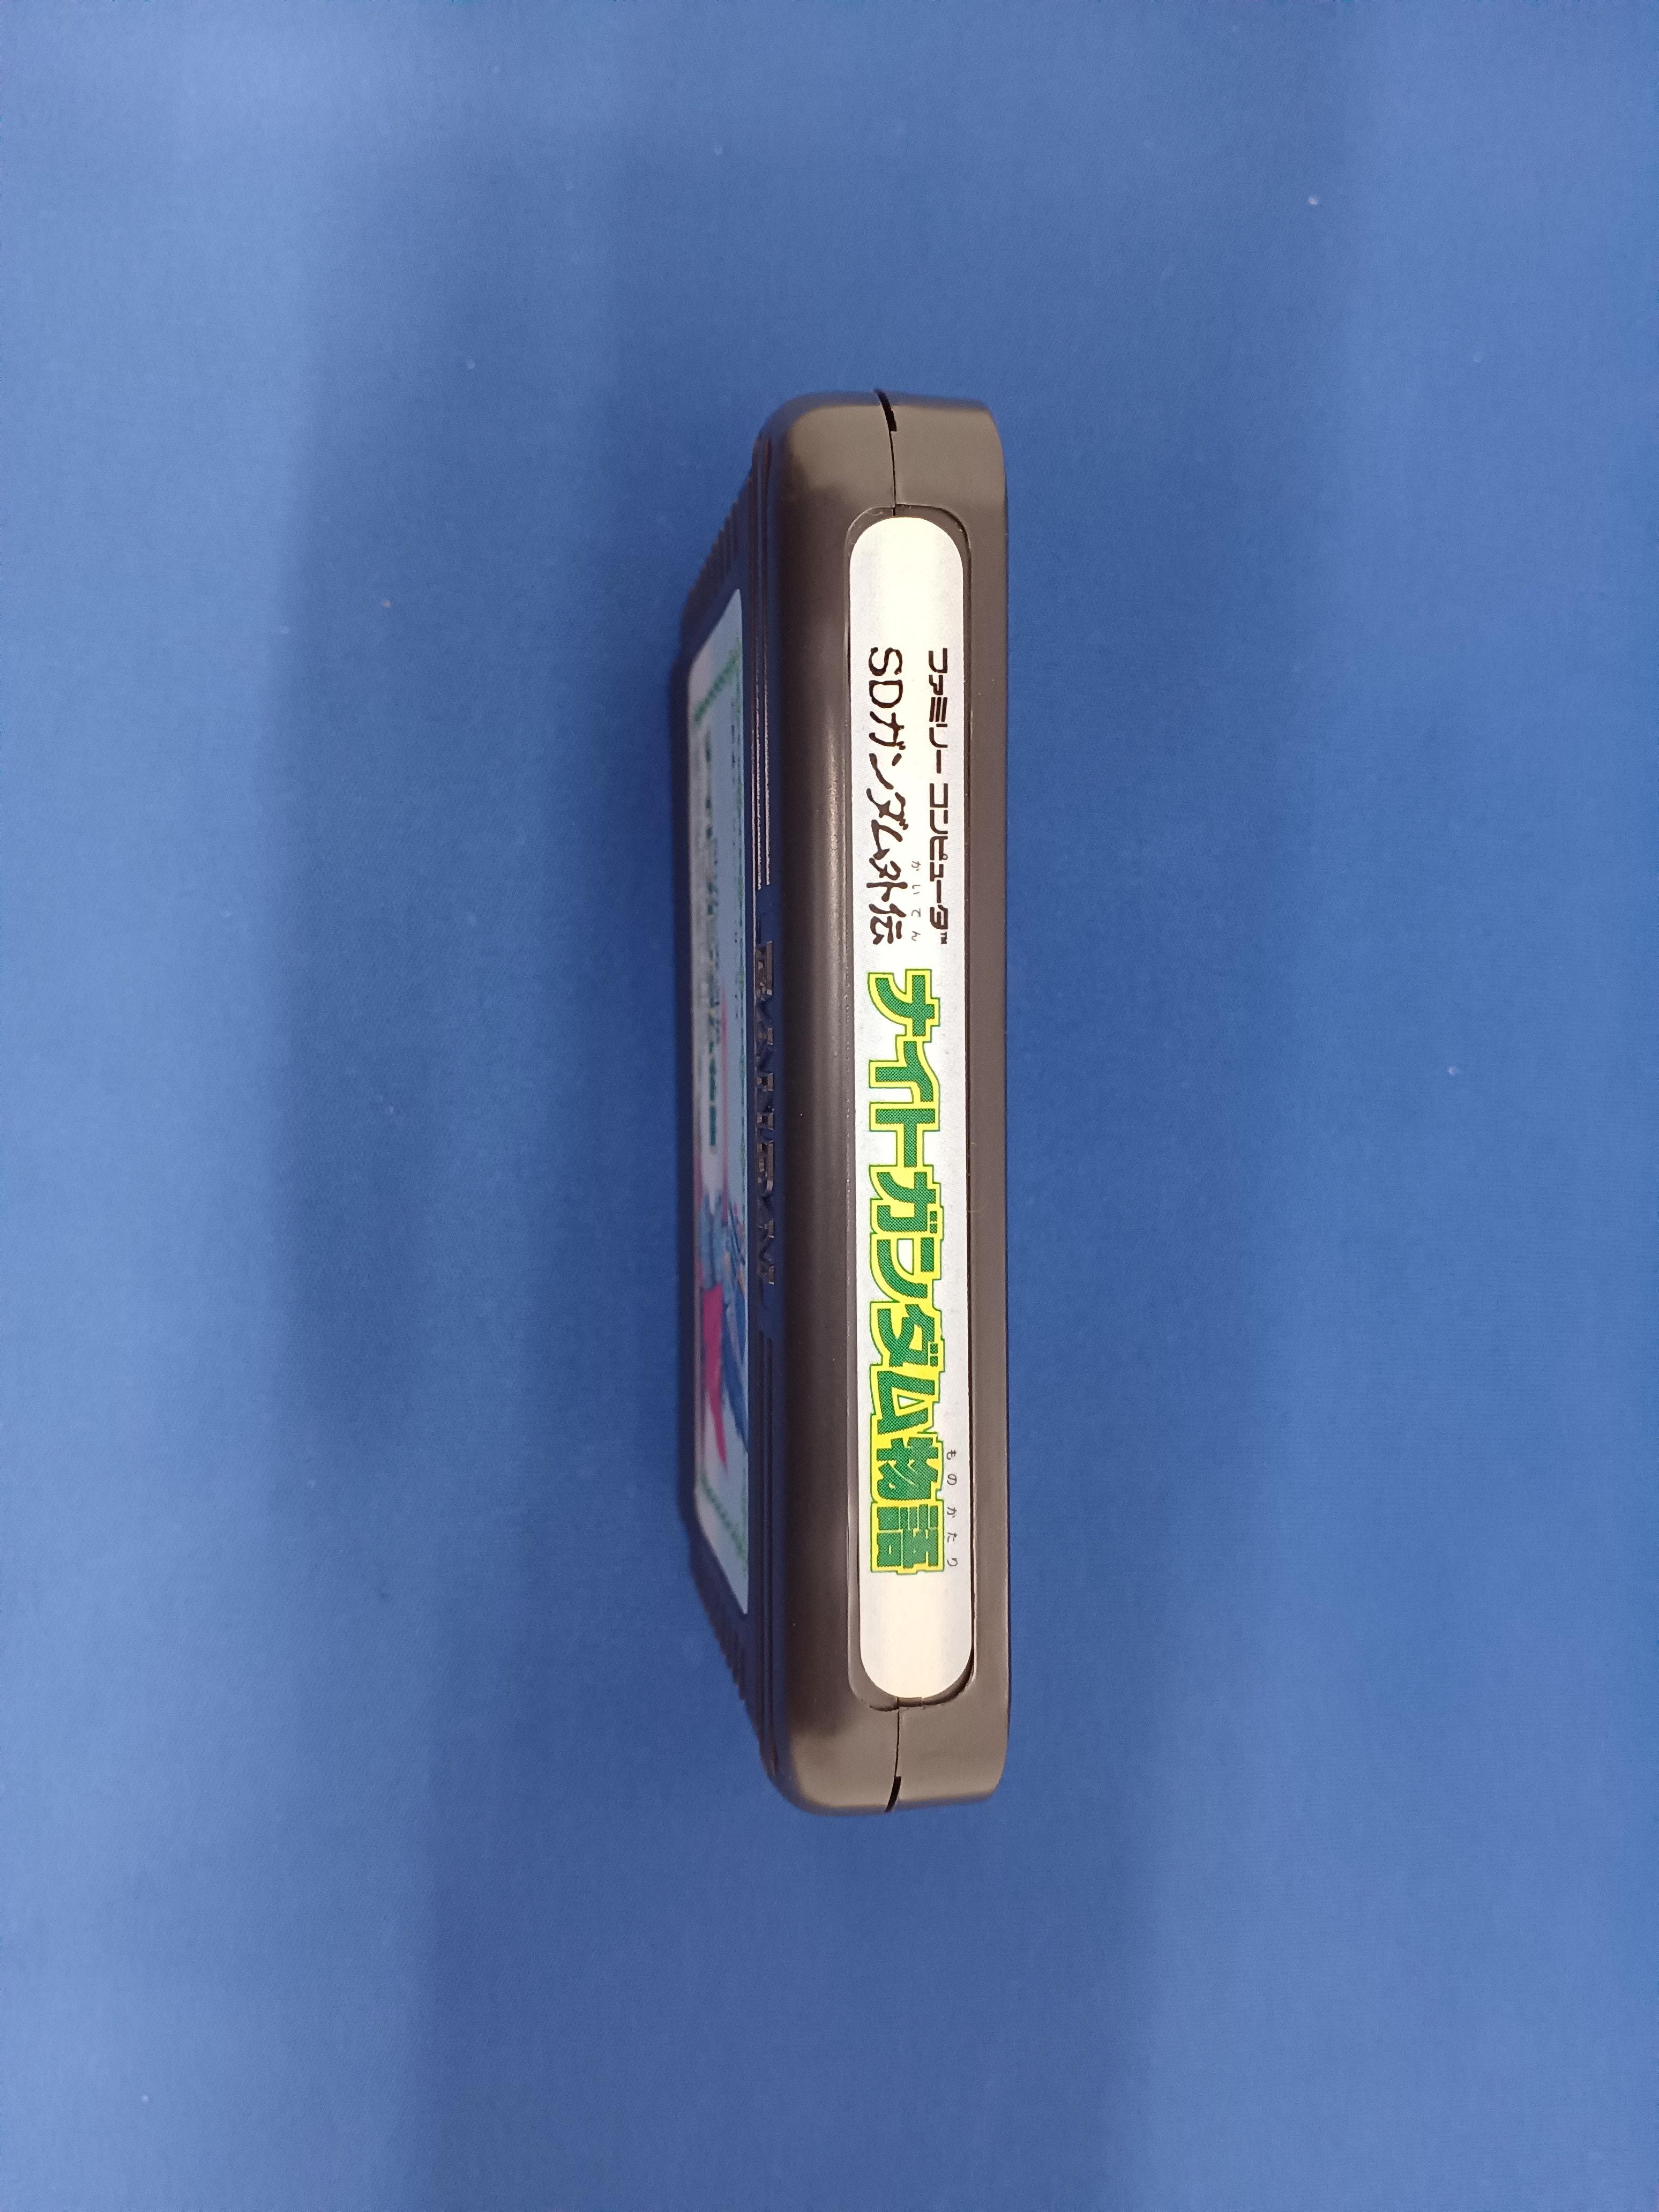 ファミリー コンピュータ™
がいでん
SDガンダム外伝
ものがたり
ナイトガンダム物語
BANDAI